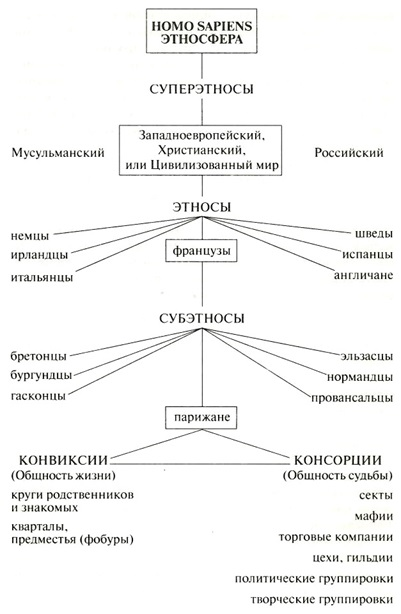 HOMO SAPIENS
ЭТНОСФЕРА
СУПЕРЭТНОСЫ
Мусульманский
Западноевропейский,
Христианский,
или Цивилизованный мир
Российский
ЭТНОСЫ
немцы
ирландцы
итальянцы
французы
шведы
испанцы
англичане
СУБЭТНОСЫ
бретонцы
бургундцы
гасконцы
эльзасцы
нормандцы
провансальцы
парижане
КОНВИКСИИ
(Общность жизни)
круги родственников
и знакомых
кварталы,
предместья (фобуры)
КОНСОРЦИИ
(Общность судьбы)
секты
мафии
торговые компании
цехи, гильдии
политические группировки
творческие группировки